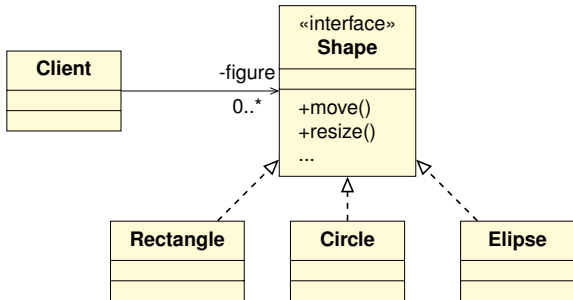 «interface»
Shape
Client
-figure
0..*
+move()
+resize()
...
Rectangle
Circle
Elipse